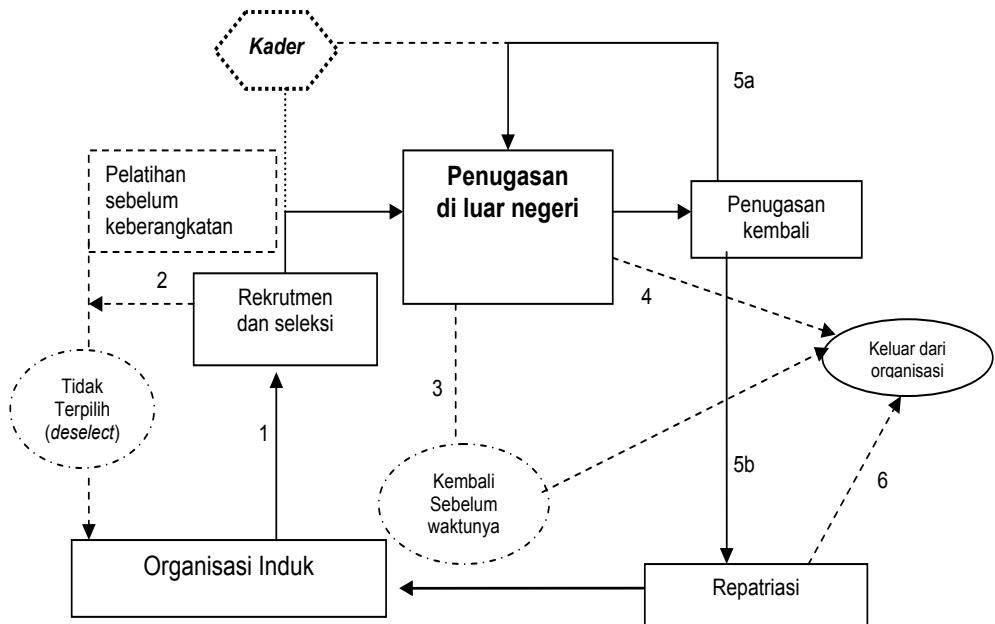 Kader
5a
Pelatihan
sebelum
keberangkatan
Penugasan
di luar negeri
Penugasan
kembali
2
Rekrutmen
dan seleksi
4
Keluar dari
organisasi
Tidak
Terpilih
(deselect)
3
1
5b
6
Kembali
Sebelum
waktunya
Organisasi Induk
Repatriasi